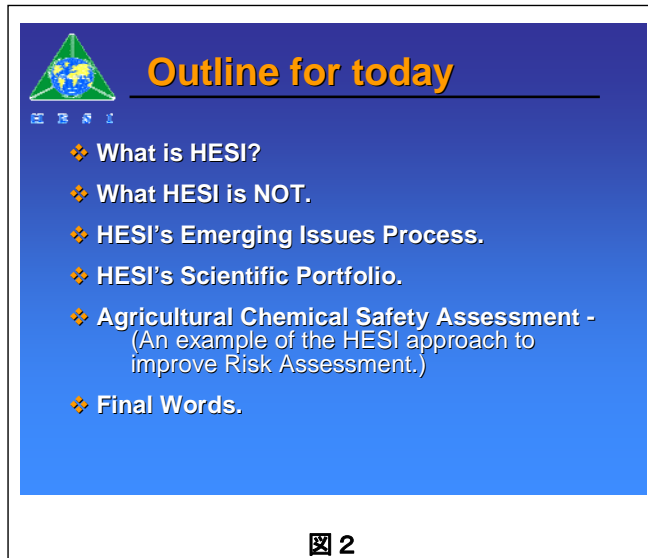 Outline for today
HESI
What is HESI?
What HESI is NOT.
HESI's Emerging Issues Process.
HESI's Scientific Portfolio.
Agricultural Chemical Safety Assessment -
(An example of the HESI approach to
improve Risk Assessment.)
Final Words.
図2